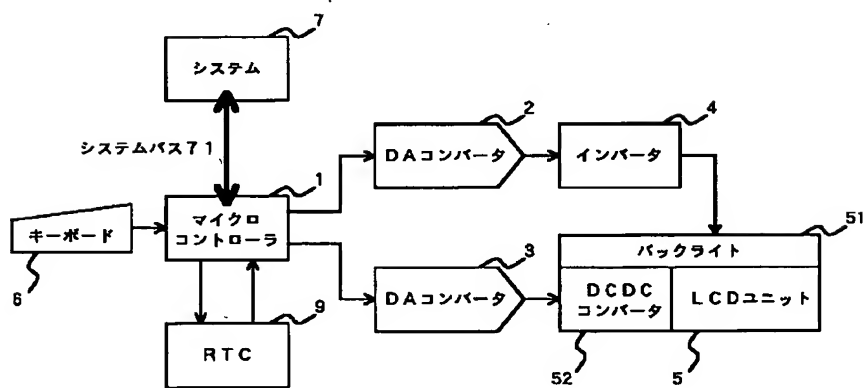 7
システム
システムバス71
2
DAコンバータ
4
インバータ
1
マイクロ
コントローラ
キーボード
6
51
バックライト
3
DAコンバータ
DCDC
コンバータ
LCDユニット
9
RTC
52
5